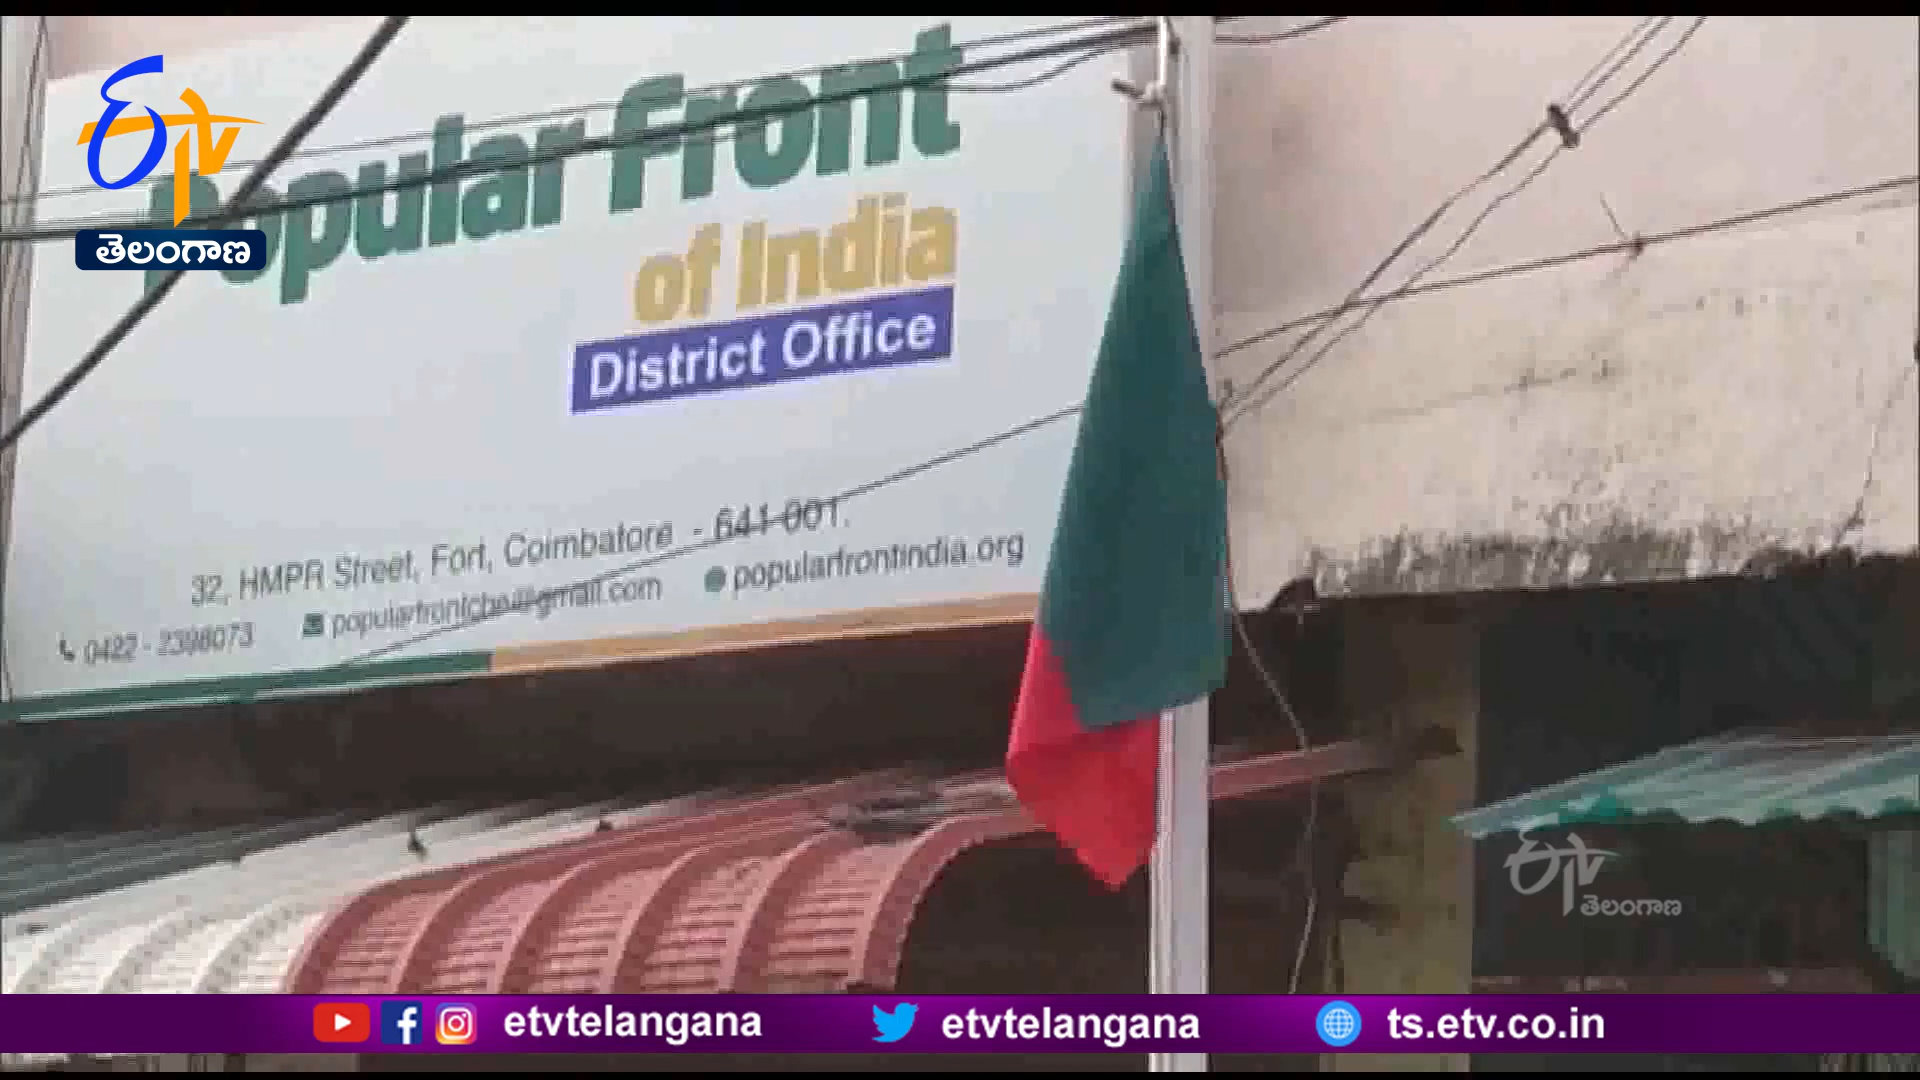 ETV
తెలంగాణ
Popular Front
of India
District Office
32, HMPR Street, Fort, Coimbatore - 641-001.
0422 - 2396073 popularfrontindia.org
ETV
తెలంగాణ
etvtelangana etvtelangana ts.etv.co.in